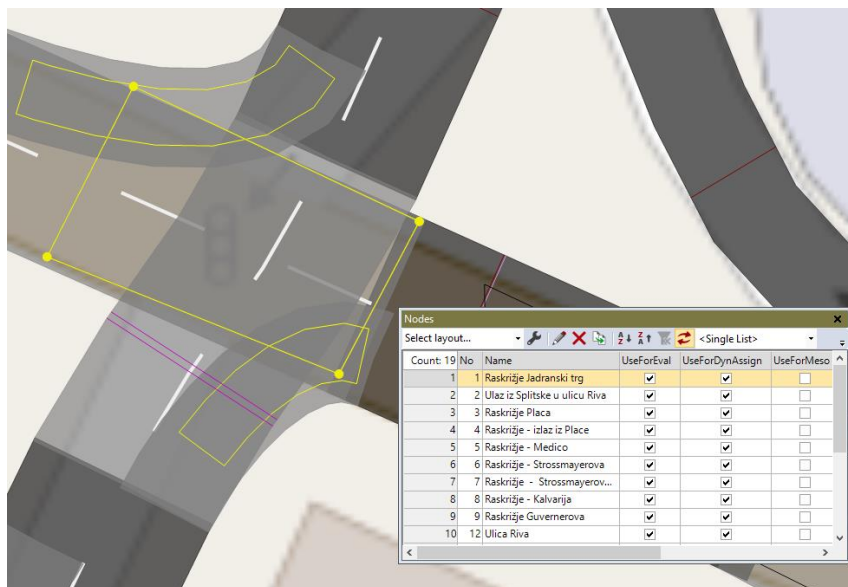 Nodes
Select layout... <Single List>
Count: 19 No Name UseForEval UseForDynAssign UseForMeso
1 1 Raskrižje Jadranski trg
2 2 Ulaz iz Splitske u ulicu Riva
3 3 Raskrižje Placa
4 4 Raskrižje - izlaz iz Place
5 5 Raskrižje - Medico
6 6 Raskrižje - Strossmayerova
7 7 Raskrižje - Strossmayerov...
8 8 Raskrižje - Kalvarija
9 9 Raskrižje Guvernerova
10 12 Ulica Riva